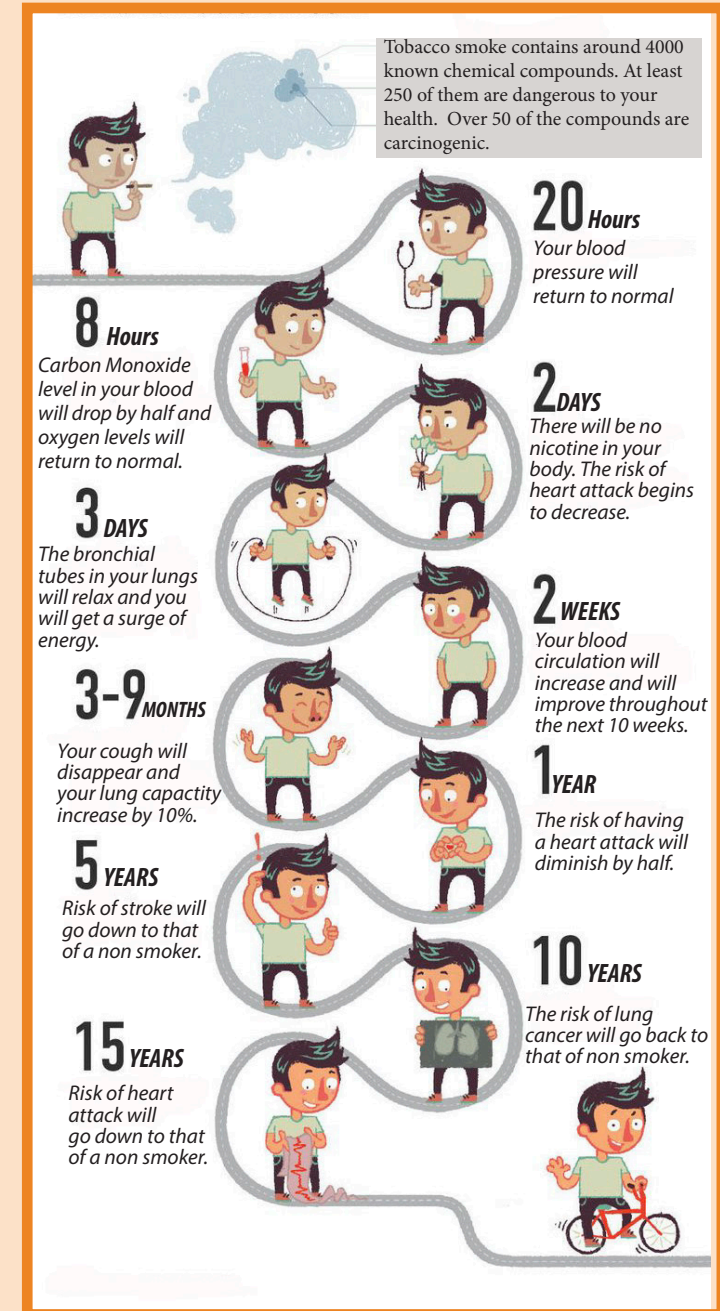 Tobacco smoke contains around 4000
known chemical compounds. At least
250 of them are dangerous to your
health. Over 50 of the compounds are
carcinogenic.
20 Hours
Your blood
pressure will
return to normal
8 Hours
Carbon Monoxide
level in your blood
will drop by half and
oxygen levels will
return to normal.
2 DAYS
There will be no
nicotine in your
body. The risk of
heart attack begins
to decrease.
3 DAYS
The bronchial
tubes in your lungs
will relax and you
will get a surge of
energy.
2 WEEKS
Your blood
circulation will
increase and will
improve throughout
the next 10 weeks.
3-9 MONTHS
Your cough will
disappear and
your lung capactity
increase by 10%.
1 YEAR
The risk of having
a heart attack will
diminish by half.
5 YEARS
Risk of stroke will
go down to that
of a non smoker.
10 YEARS
The risk of lung
cancer will go back to
that of non smoker.
15 YEARS
Risk of heart
attack will
go down to that
of a non smoker.